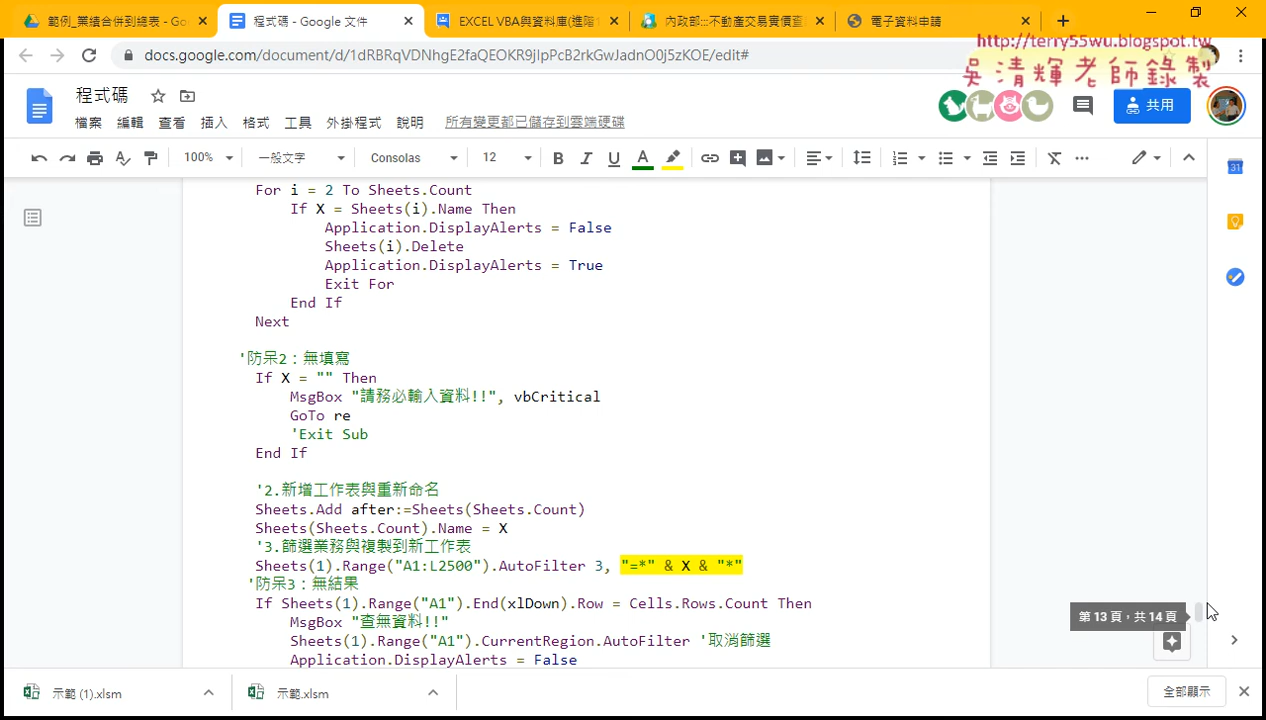 範例_業績合併到總表 - Go
程式碼 - Google 文件
EXCEL VBA與資料庫(進階
內政部:::不動產交易實價查
電子資料申請
docs.google.com/document/d/1dRBRqVDNhgE2faQEOKR9jIpPcB2rkGwJadnO0j5zKOE/edit#
http://terry55wu.blogspot.tw
吳清輝老師錄製
程式碼
共用
檔案 編輯 查看 插入 格式 工具 外掛程式 說明 所有變更都已儲存到雲端硬碟
100% 一般文字 Consolas 12 B I U A
31
For i = 2 To Sheets.Count
If X = Sheets(i).Name Then
Application.DisplayAlerts = False
Sheets(i).Delete
Application.DisplayAlerts = True
Exit For
End If
Next
'防呆2：無填寫
If X = "" Then
MsgBox "請務必輸入資料!!", vbCritical
GoTo re
'Exit Sub
End If
'2.新增工作表與重新命名
Sheets.Add after:=Sheets(Sheets.Count)
Sheets(Sheets.Count).Name = X
'3.篩選業務與複製到新工作表
Sheets(1).Range("A1:L2500").AutoFilter 3, "=*" & X & "*"
'防呆3：無結果
If Sheets(1).Range("A1").End(xlDown).Row = Cells.Rows.Count Then
MsgBox "查無資料!!"
Sheets(1).Range("A1").CurrentRegion.AutoFilter '取消篩選
Application.DisplayAlerts = False
第 13 頁，共 14 頁
示範 (1).xlsm
示範.xlsm
全部顯示